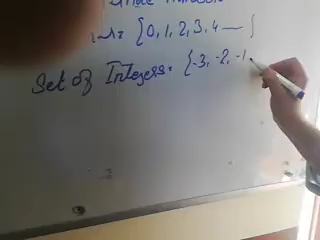 = {0, 1, 2, 3, 4 — }
Set of Integers = {-3, -2, -1